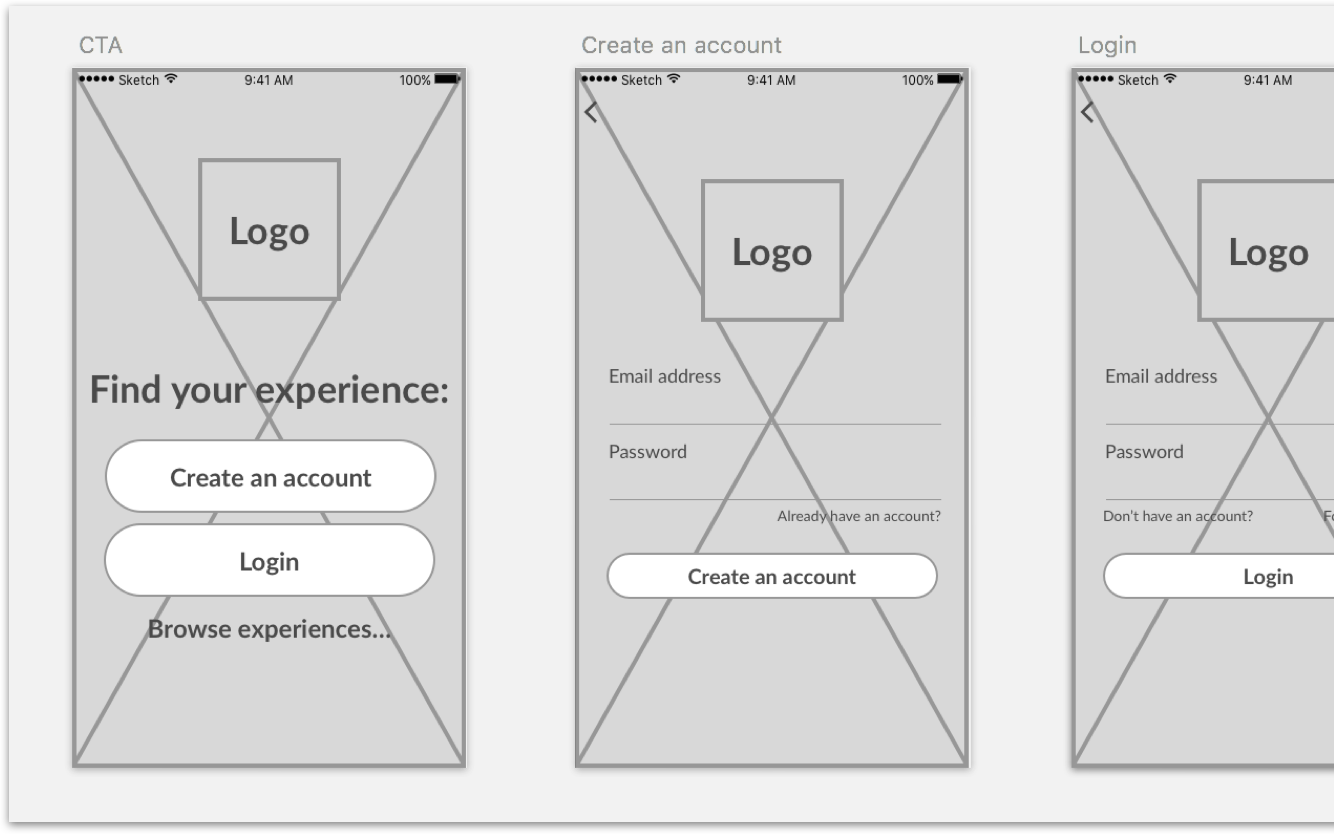 CTA
Sketch 9:41 AM 100%
Logo
Find your experience:
Create an account
Login
Browse experiences...
Create an account
Sketch 9:41 AM 100%
Logo
Email address
Password
Already have an account?
Create an account
Login
Sketch 9:41 AM
Logo
Email address
Password
Don't have an account?
Login